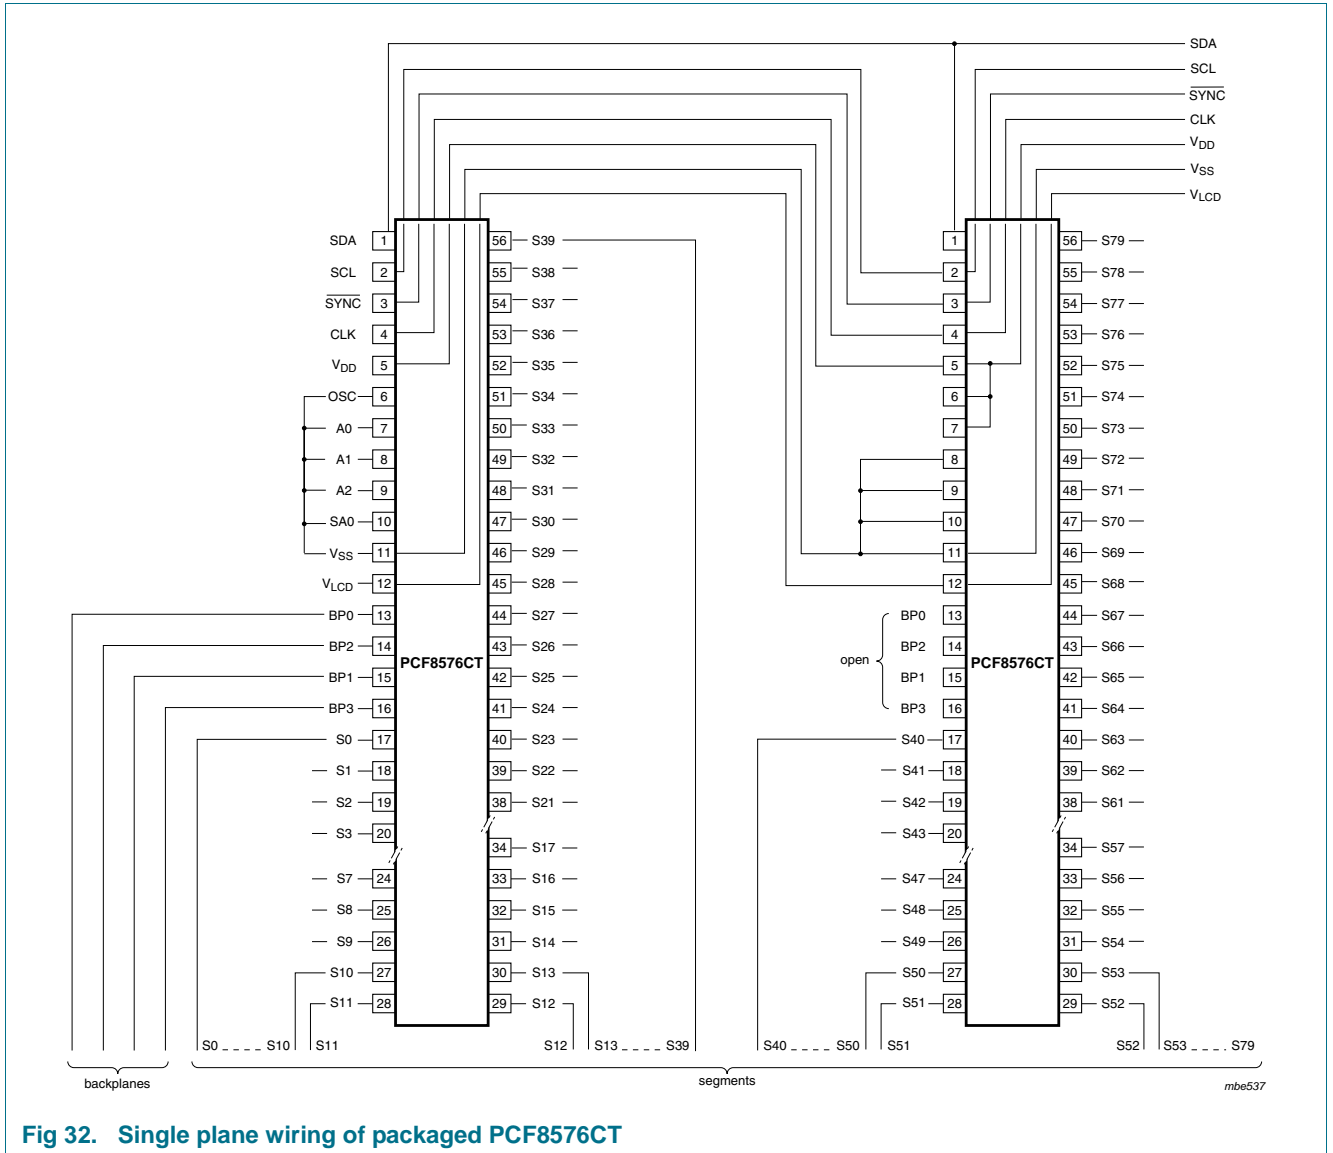 SDA
SCL
SYNC
CLK
VDD
VSS
VLCD
SDA 1 56 S39
SCL 2 55 S38
SYNC 3 54 S37
CLK 4 53 S36
VDD 5 52 S35
OSC 6 51 S34
A0 7 50 S33
A1 8 49 S32
A2 9 48 S31
SA0 10 47 S30
VSS 11 46 S29
VLCD 12 45 S28
BP0 13 44 S27
BP2 14 43 S26
BP1 15 42 S25
BP3 16 41 S24
S0 17 40 S23
S1 18 39 S22
S2 19 38 S21
S3 20
34 S17
S7 24 33 S16
S8 25 32 S15
S9 26 31 S14
S10 27 30 S13
S11 28 29 S12
PCF8576CT
1 56 S79
2 55 S78
3 54 S77
4 53 S76
5 52 S75
6 51 S74
7 50 S73
8 49 S72
9 48 S71
10 47 S70
11 46 S69
12 45 S68
BP0 13 44 S67
BP2 14 43 S66
BP1 15 42 S65
BP3 16 41 S64
open
S40 17 40 S63
S41 18 39 S62
S42 19 38 S61
S43 20
34 S57
S47 24 33 S56
S48 25 32 S55
S49 26 31 S54
S50 27 30 S53
S51 28 29 S52
PCF8576CT
S0 S10 S11 S12 S13 S39 S40 S50 S51 S52 S53 S79
backplanes
segments
mbe537
Fig 32. Single plane wiring of packaged PCF8576CT